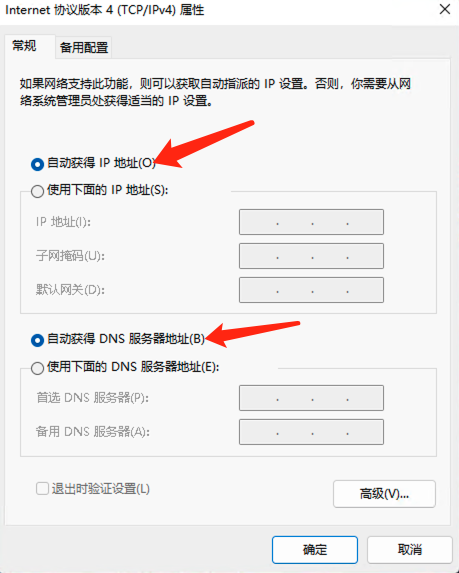 Internet 协议版本 4 (TCP/IPv4) 属性
常规
备用配置
如果网络支持此功能，则可以获取自动指派的 IP 设置。否则，你需要从网
络系统管理员处获得适当的 IP 设置。
自动获得 IP 地址(O)
使用下面的 IP 地址(S):
IP 地址(I):
子网掩码(U):
默认网关(D):
自动获得 DNS 服务器地址(B)
使用下面的 DNS 服务器地址(E):
首选 DNS 服务器(P):
备用 DNS 服务器(A):
退出时验证设置(L)
高级(V)...
确定
取消